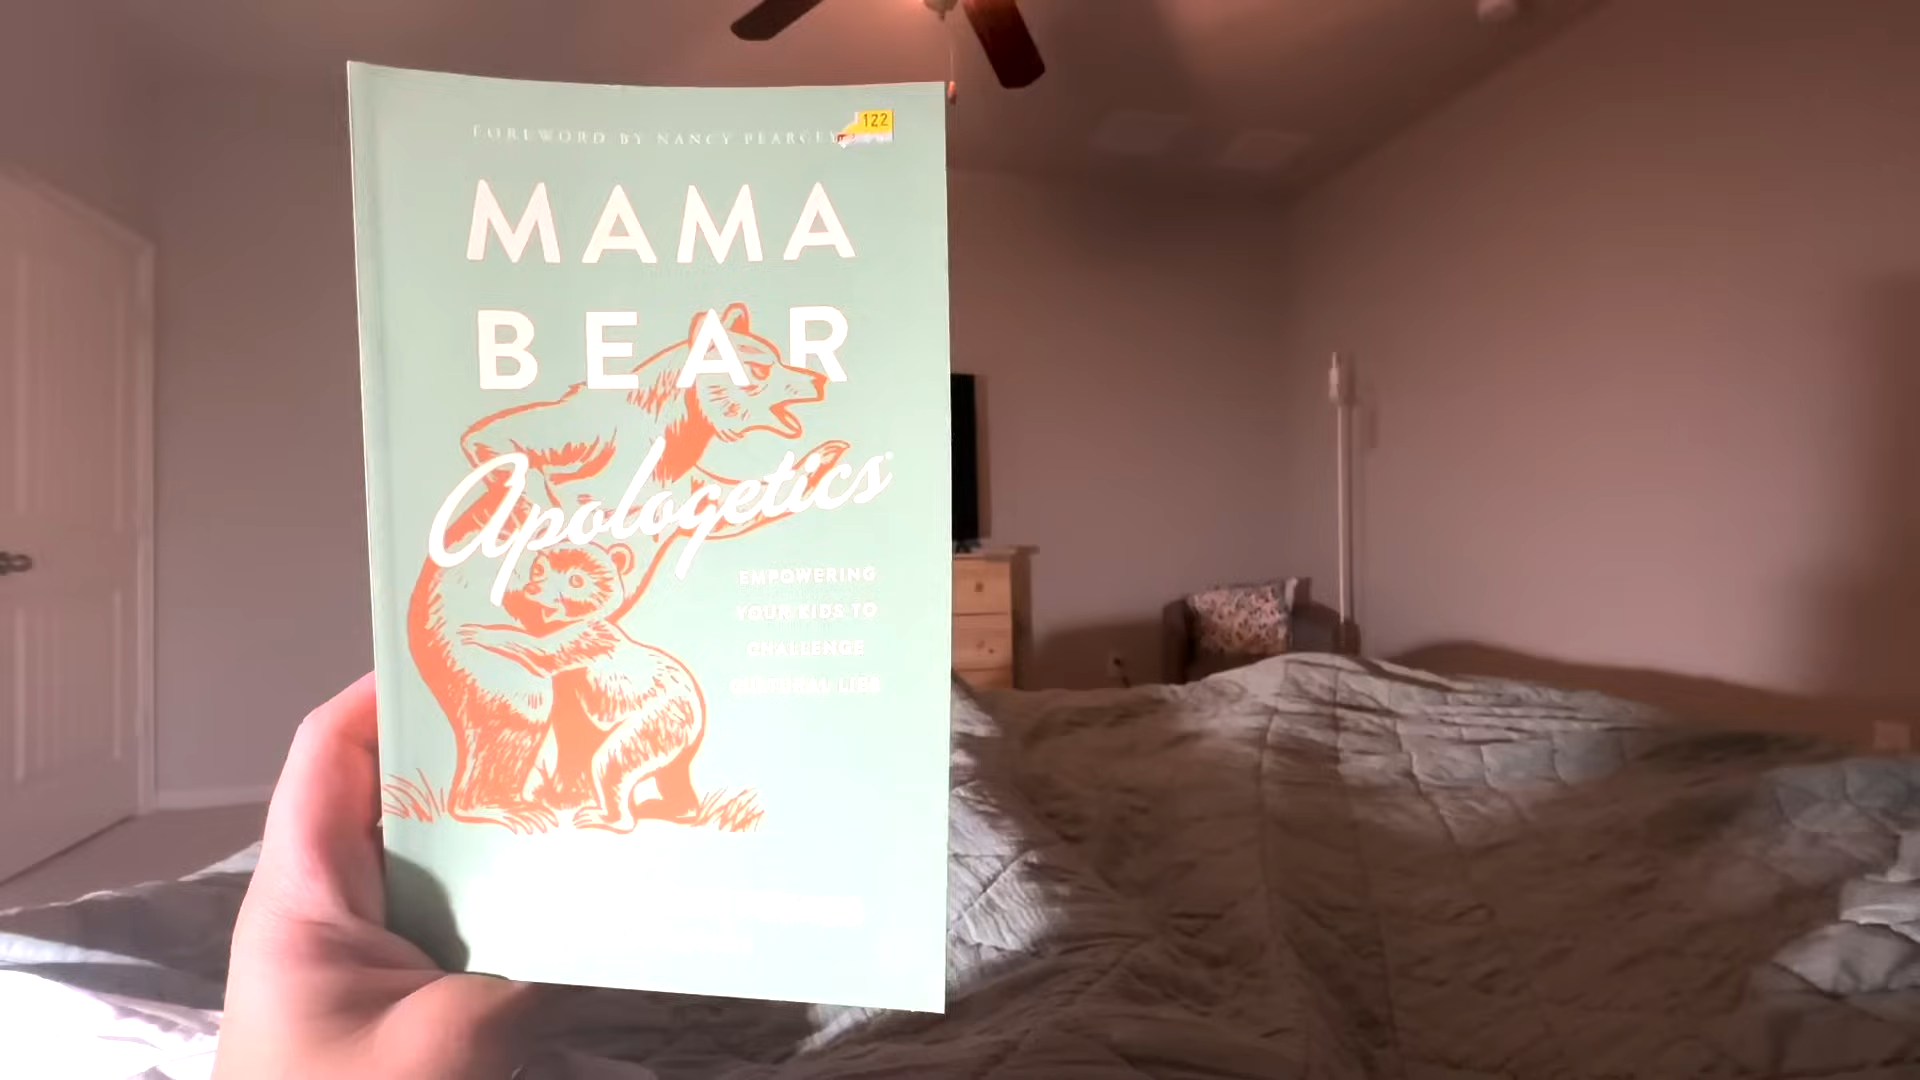 FOREWORD BY NANCY PEARCEY
122
MAMA
BEAR
Apologetics
EMPOWERING
YOUR KIDS TO
CHALLENGE
CULTURAL LIES